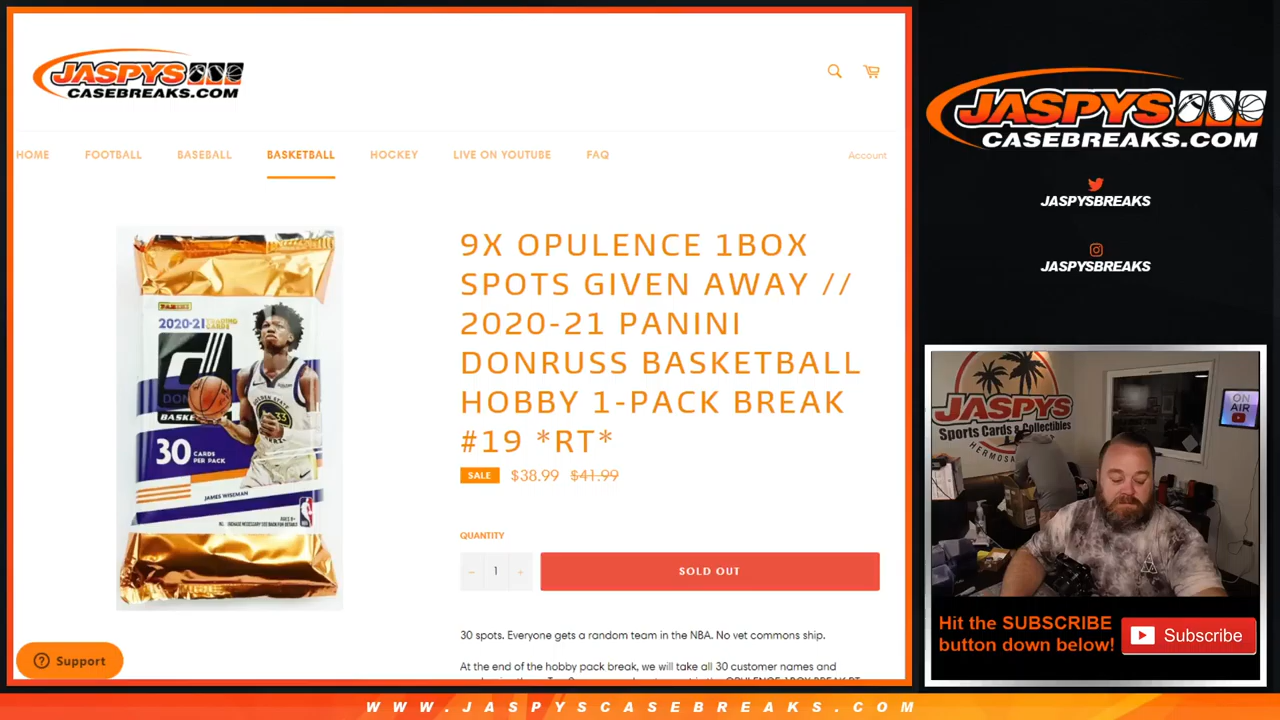 JASPYS
CASEBREAKS.COM
HOME
FOOTBALL
BASEBALL
BASKETBALL
HOCKEY
LIVE ON YOUTUBE
FAQ
Account
PANINI
2020-21 TRADING CARDS
30 CARDS PER PACK
JAMES WISEMAN
9X OPULENCE 1BOX
SPOTS GIVEN AWAY //
2020-21 PANINI
DONRUSS BASKETBALL
HOBBY 1-PACK BREAK
#19 *RT*
SALE $38.99 $41.99
QUANTITY
− 1 +
SOLD OUT
30 spots. Everyone gets a random team in the NBA. No vet commons ship.
At the end of the hobby pack break, we will take all 30 customer names and
Support
JASPYS
CASEBREAKS.COM
JASPYSBREAKS
JASPYSBREAKS
JASPYS
Sports Cards & Collectibles
HERMOSA
ON
AIR
Hit the SUBSCRIBE
button down below!
Subscribe
WWW.JASPYSCASEBREAKS.COM